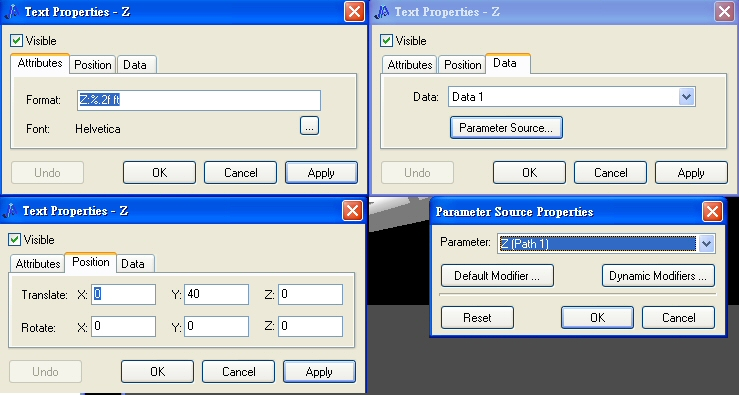 Text Properties - Z
Visible
Attributes Position Data
Format: Z:%.2f ft
Font: Helvetica ...
Undo OK Cancel Apply
Text Properties - Z
Visible
Attributes Position Data
Data: Data 1
Parameter Source...
Undo OK Cancel Apply
Text Properties - Z
Visible
Attributes Position Data
Translate: X: 0 Y: 40 Z: 0
Rotate: X: 0 Y: 0 Z: 0
Undo OK Cancel Apply
Parameter Source Properties
Parameter: Z (Path 1)
Default Modifier ... Dynamic Modifiers ...
Reset OK Cancel